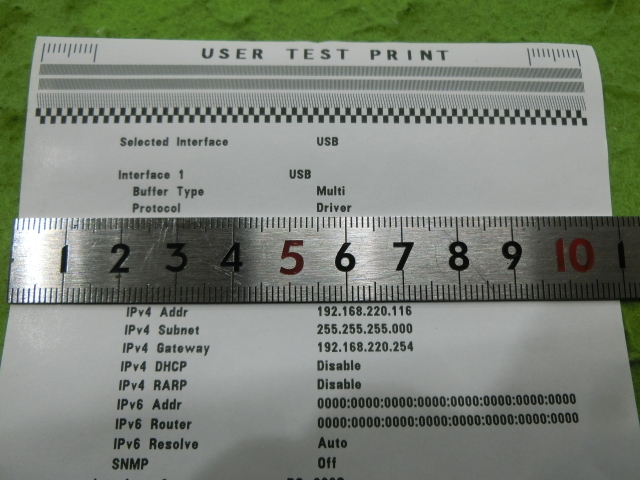 USER TEST PRINT
Selected Interface USB
Interface 1 USB
Buffer Type Multi
Protocol Driver
1 2 3 4 5 6 7 8 9 10 1
IPv4 Addr 192.168.220.116
IPv4 Subnet 255.255.255.000
IPv4 Gateway 192.168.220.254
IPv4 DHCP Disable
IPv4 RARP Disable
IPv6 Addr 0000:0000:0000:0000:0000:0000:0000:0000
IPv6 Router 0000:0000:0000:0000:0000:0000:0000:0000
IPv6 Resolve Auto
SNMP Off